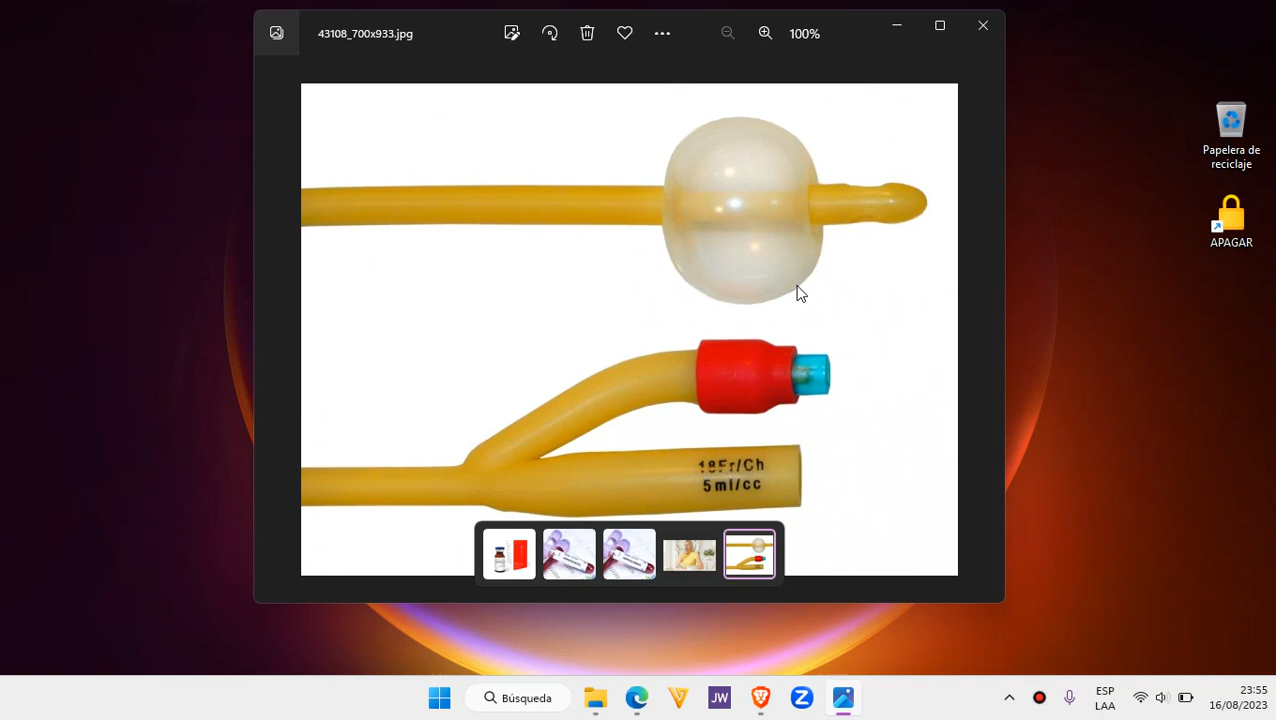 43108_700x933.jpg
100%
Papelera de
reciclaje
APAGAR
18Fr/Ch
5ml/cc
Búsqueda
JW
ESP
LAA
23:55
16/08/2023